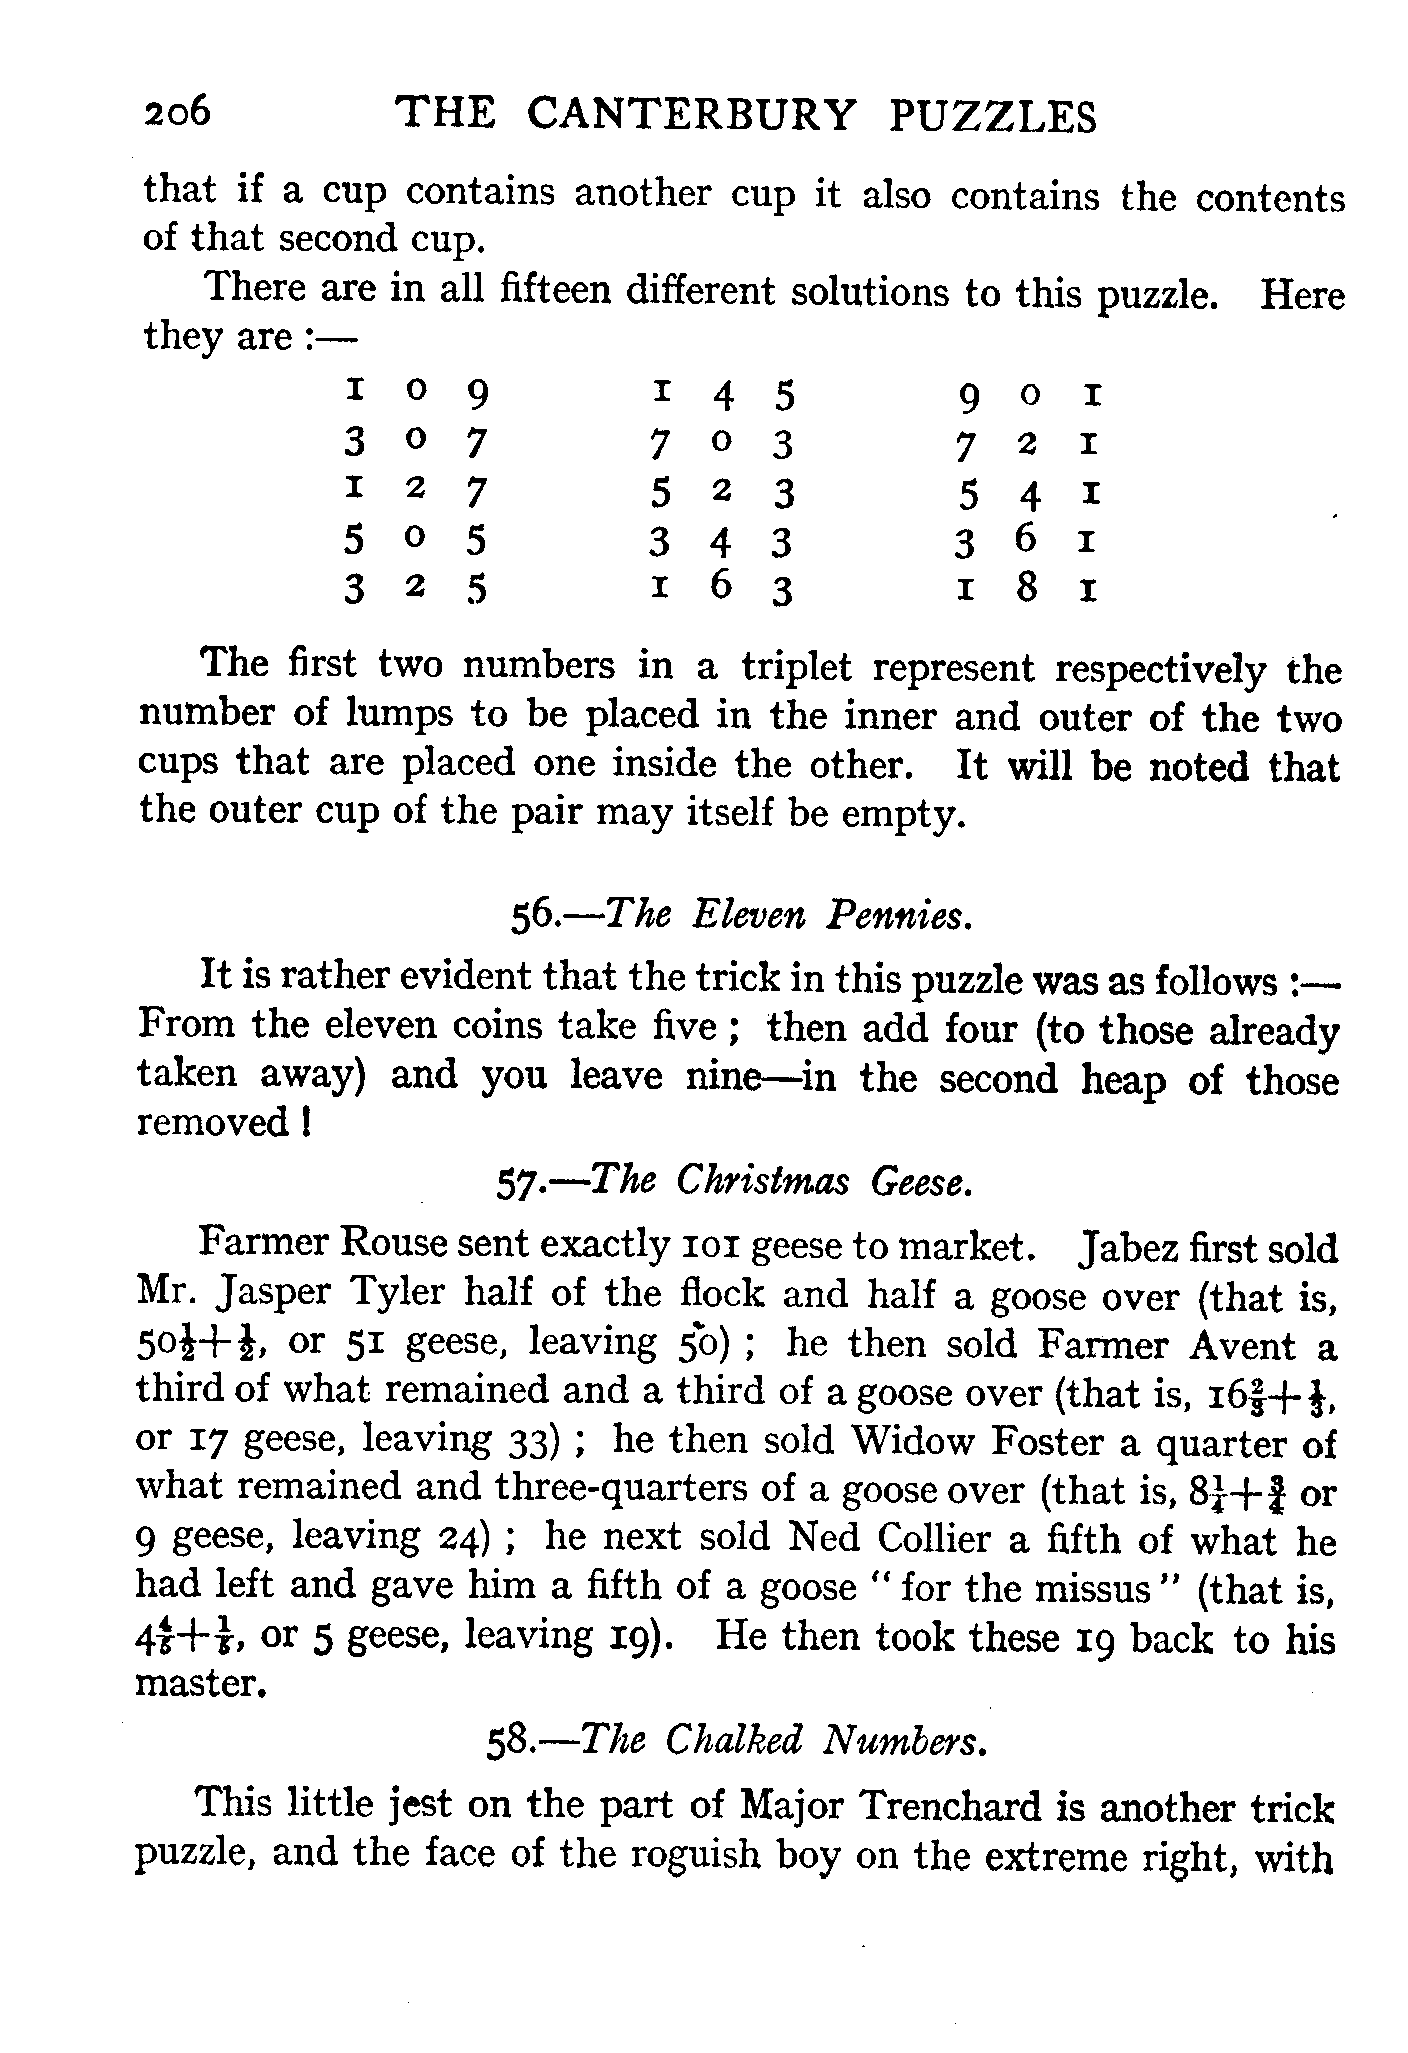 206 THE CANTERBURY PUZZLES
that if a cup contains another cup it also contains the contents
of that second cup.
There are in all fifteen different solutions to this puzzle. Here
they are :—
1 0 9 1 4 5 9 0 1
3 0 7 7 0 3 7 2 1
1 2 7 5 2 3 5 4 1
5 0 5 3 4 3 3 6 1
3 2 5 1 6 3 1 8 1
The first two numbers in a triplet represent respectively the
number of lumps to be placed in the inner and outer of the two
cups that are placed one inside the other. It will be noted that
the outer cup of the pair may itself be empty.
56.—The Eleven Pennies.
It is rather evident that the trick in this puzzle was as follows :—
From the eleven coins take five ; then add four (to those already
taken away) and you leave nine—in the second heap of those
removed !
57.—The Christmas Geese.
Farmer Rouse sent exactly 101 geese to market. Jabez first sold
Mr. Jasper Tyler half of the flock and half a goose over (that is,
50½+½, or 51 geese, leaving 50) ; he then sold Farmer Avent a
third of what remained and a third of a goose over (that is, 16⅔+⅓,
or 17 geese, leaving 33) ; he then sold Widow Foster a quarter of
what remained and three-quarters of a goose over (that is, 8¼+¾ or
9 geese, leaving 24) ; he next sold Ned Collier a fifth of what he
had left and gave him a fifth of a goose “ for the missus ” (that is,
4⅘+⅕, or 5 geese, leaving 19). He then took these 19 back to his
master.
58.—The Chalked Numbers.
This little jest on the part of Major Trenchard is another trick
puzzle, and the face of the roguish boy on the extreme right, with